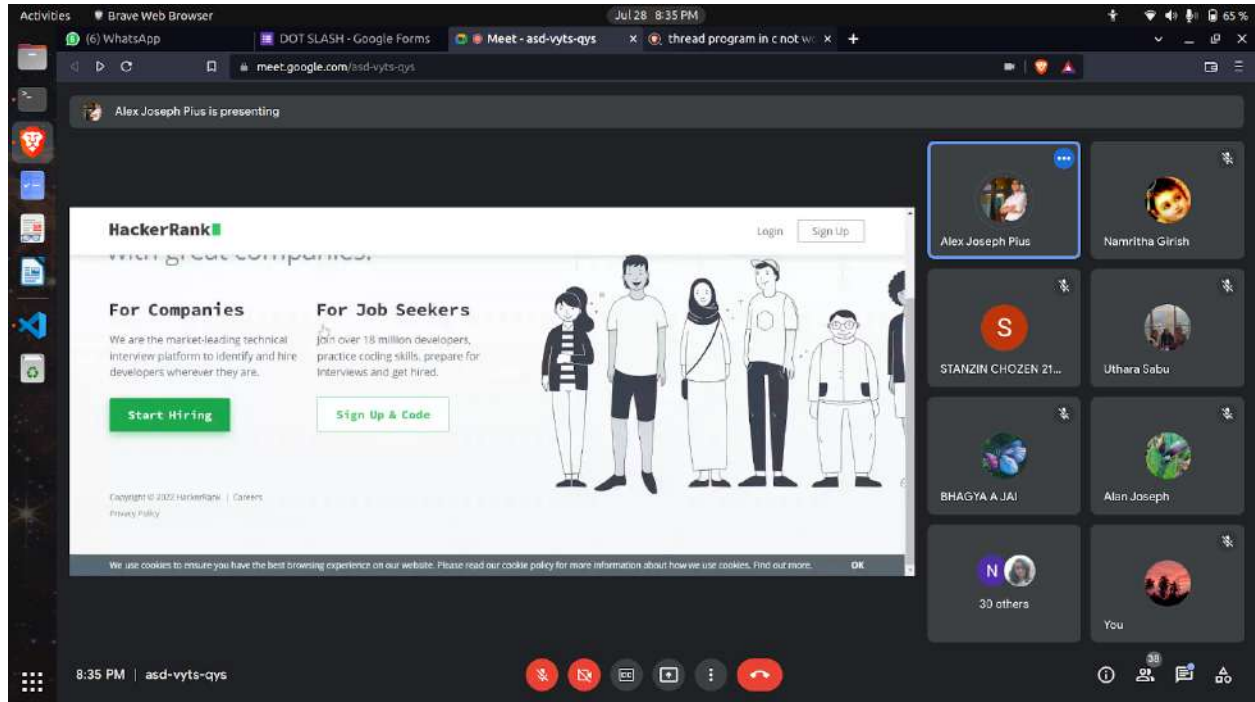 Activities
Brave Web Browser
Jul 28 8:35 PM
65 %
(6) WhatsApp
DOT SLASH - Google Forms
Meet - asd-vyts-qys
thread program in c not wo
meet.google.com/asd-vyts-qys
Alex Joseph Pius is presenting
HackerRank
Login
Sign Up
with great companies.
For Companies
We are the market-leading technical
interview platform to identify and hire
developers wherever they are.
Start Hiring
For Job Seekers
Join over 18 million developers,
practice coding skills, prepare for
interviews and get hired.
Sign Up & Code
Copyright © 2022 HackerRank | Careers
Privacy Policy
We use cookies to ensure you have the best browsing experience on our website. Please read our cookie policy for more information about how we use cookies. Find out more.
OK
Alex Joseph Pius
Namritha Girish
S
STANZIN CHOZEN 21...
Uthara Sabu
BHAGYA A JAI
Alan Joseph
N
30 others
You
8:35 PM | asd-vyts-qys
CC
38